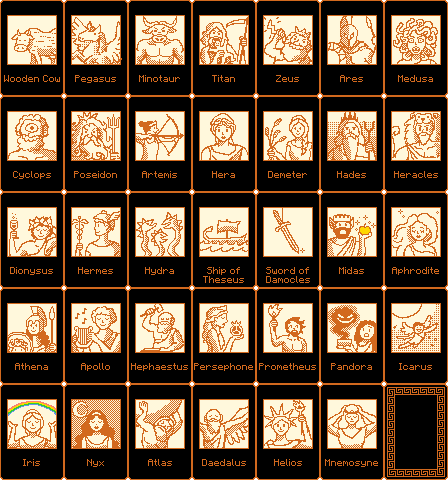 Wooden Cow Pegasus Minotaur Titan Zeus Ares Medusa
Cyclops Poseidon Artemis Hera Demeter Hades Heracles
Dionysus Hermes Hydra Ship of Theseus Sword of Damocles Midas Aphrodite
Athena Apollo Hephaestus Persephone Prometheus Pandora Icarus
Iris Nyx Atlas Daedalus Helios Mnemosyne